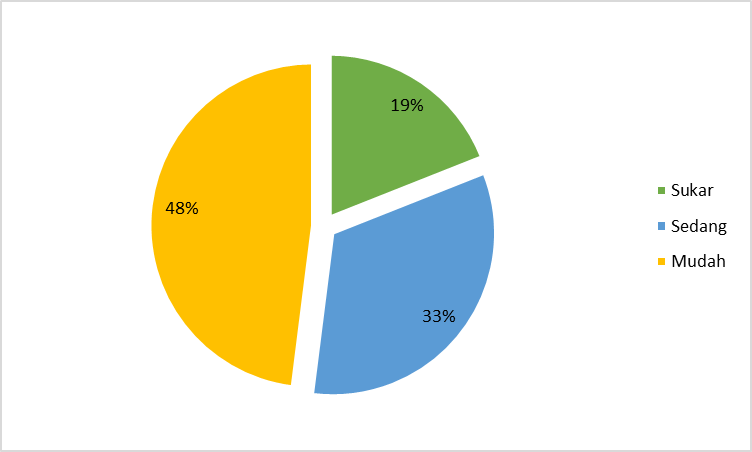 19%
48%
33%
Sukar
Sedang
Mudah